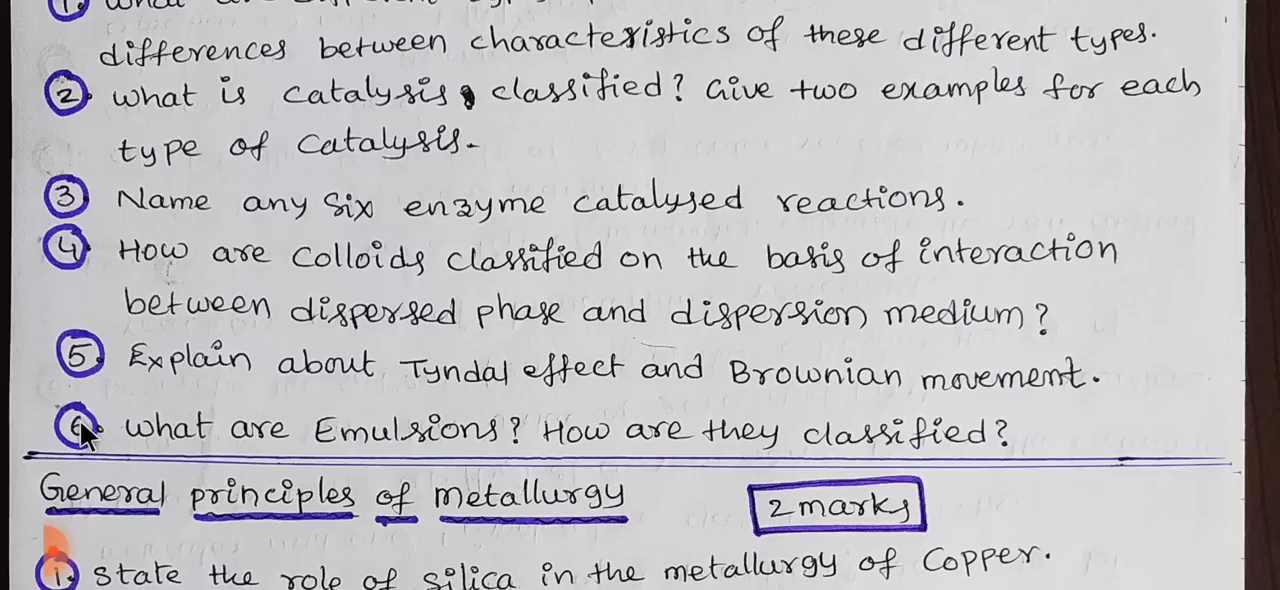 1. What are
differences between characteristics of these different types.
2. What is catalysis, classified? Give two examples for each
type of catalysis.
3 Name any six enzyme catalysed reactions.
4. How are colloids classified on the basis of interaction
between dispersed phase and dispersion medium?
5. Explain about Tyndal effect and Brownian movement.
6. What are Emulsions? How are they classified?
General principles of metallurgy 2 marks
1. State the role of silica in the metallurgy of Copper.